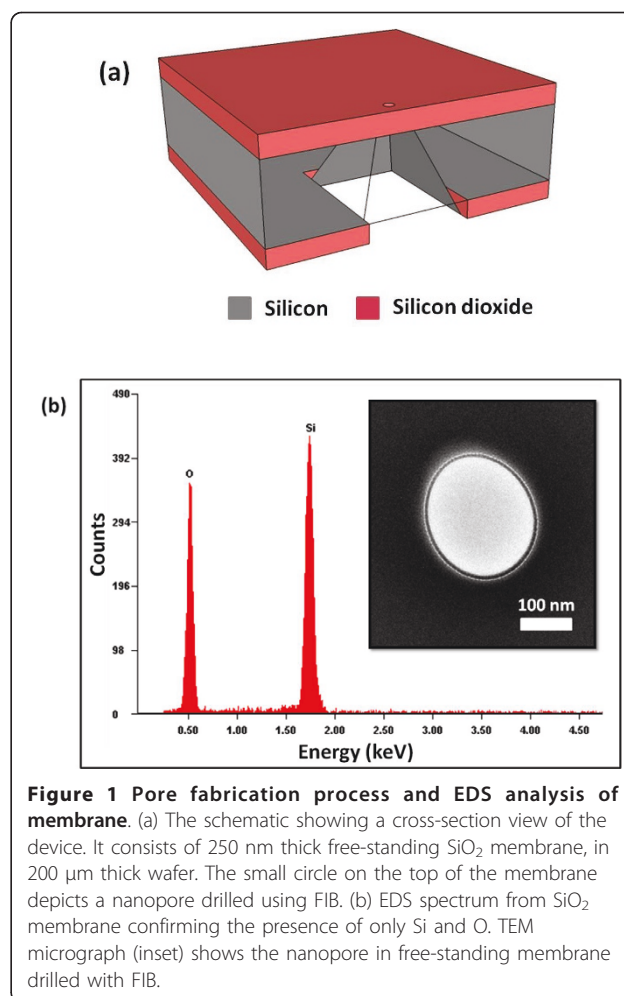 (a)
Silicon
Silicon dioxide
(b)
490
392
294
196
98
0
Counts
O
Si
100 nm
0.50 1.00 1.50 2.00 2.50 3.00 3.50 4.00 4.50
Energy (keV)
Figure 1 Pore fabrication process and EDS analysis of
membrane. (a) The schematic showing a cross-section view of the
device. It consists of 250 nm thick free-standing SiO₂ membrane, in
200 μm thick wafer. The small circle on the top of the membrane
depicts a nanopore drilled using FIB. (b) EDS spectrum from SiO₂
membrane confirming the presence of only Si and O. TEM
micrograph (inset) shows the nanopore in free-standing membrane
drilled with FIB.